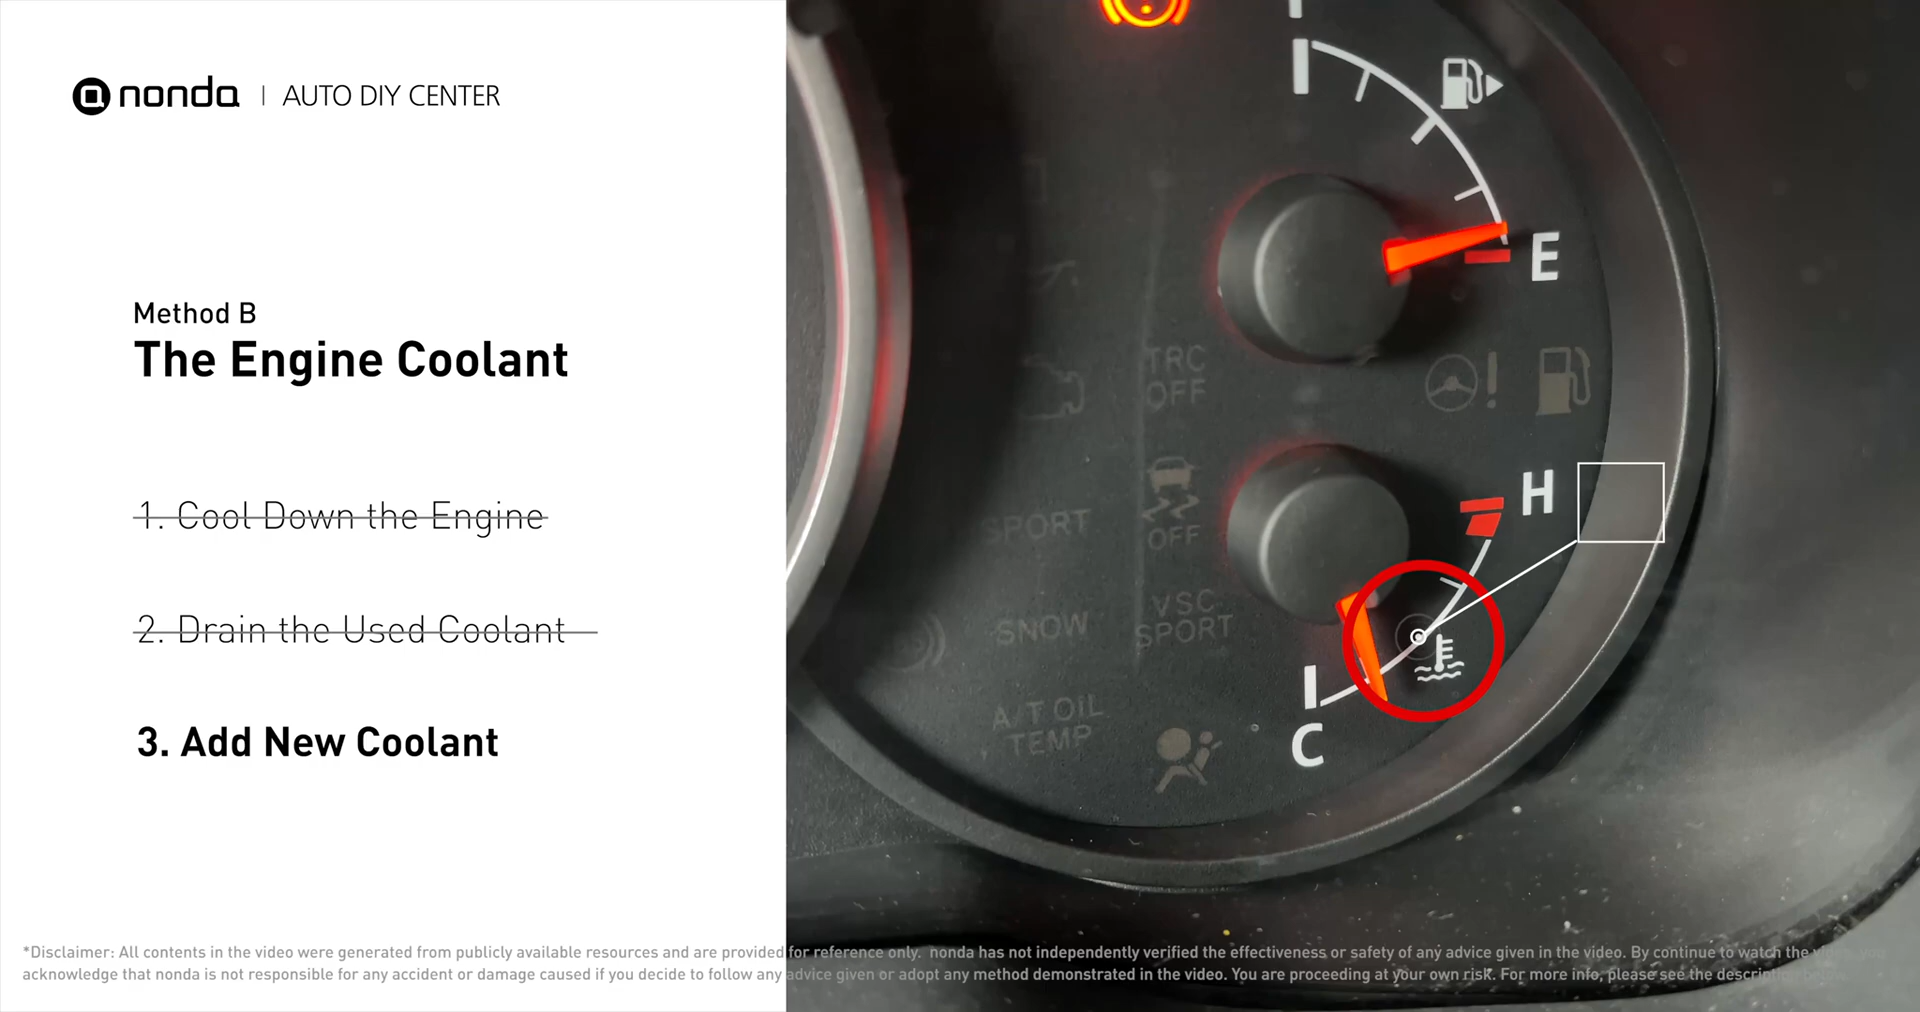 nonda | AUTO DIY CENTER
Method B
The Engine Coolant
1. Cool Down the Engine
2. Drain the Used Coolant
3. Add New Coolant
E
TRC
OFF
H
SPORT
OFF
SNOW
VSC
SPORT
A/T OIL
TEMP
C
*Disclaimer: All contents in the video were generated from publicly available resources and are provided for reference only. nonda has not independently verified the effectiveness or safety of any advice given in the video. By continue to watch the
acknowledge that nonda is not responsible for any accident or damage caused if you decide to follow any advice given or adopt any method demonstrated in the video. You are proceeding at your own risk. For more info, please see the